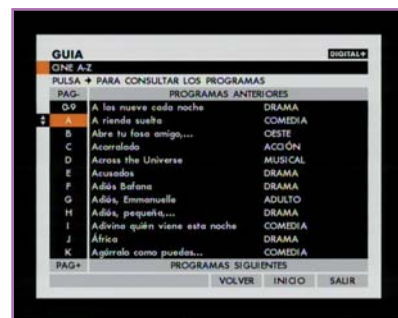 GUIA DIGITAL+
CINE A-Z
PULSA → PARA CONSULTAR LOS PROGRAMAS
PAG- PROGRAMAS ANTERIORES
0-9 A las nueve cada noche DRAMA
A A rienda suelta COMEDIA
B Abre tu fosa amigo,... OESTE
C Acorralado ACCIÓN
D Across the Universe MUSICAL
E Acusados DRAMA
F Adiós Bafana DRAMA
G Adiós, Emmanuelle ADULTO
H Adiós, pequeña,... DRAMA
I Adivina quién viene esta noche COMEDIA
J África DRAMA
K Agárralo como puedas... COMEDIA
PAG+ PROGRAMAS SIGUIENTES
VOLVER INICIO SALIR